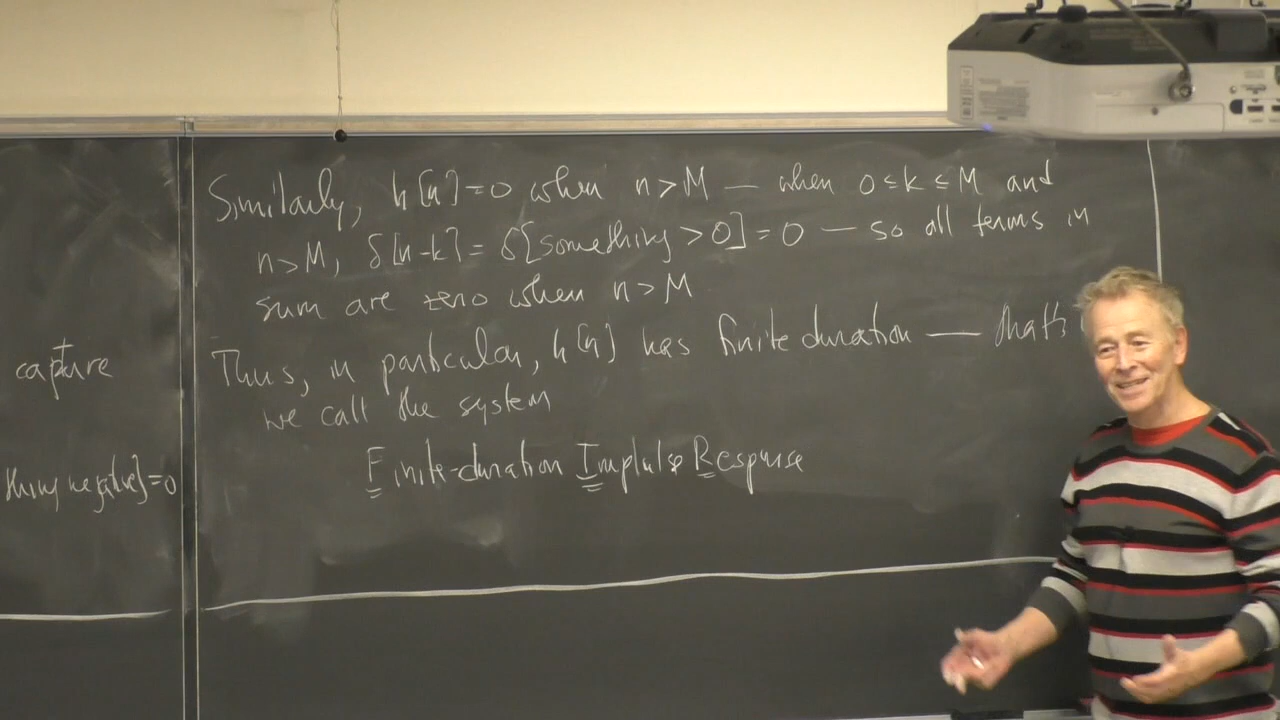 Similarly, h[n]=0 when n>M — when 0≤k≤M and
n>M, δ[n-k]= δ[something>0]=0 — so all terms in
sum are zero when n>M
Thus, in particular, h[n] has finite duration — that's
we call the system
Finite-duration Impulse Response
capture
thing negative]=0